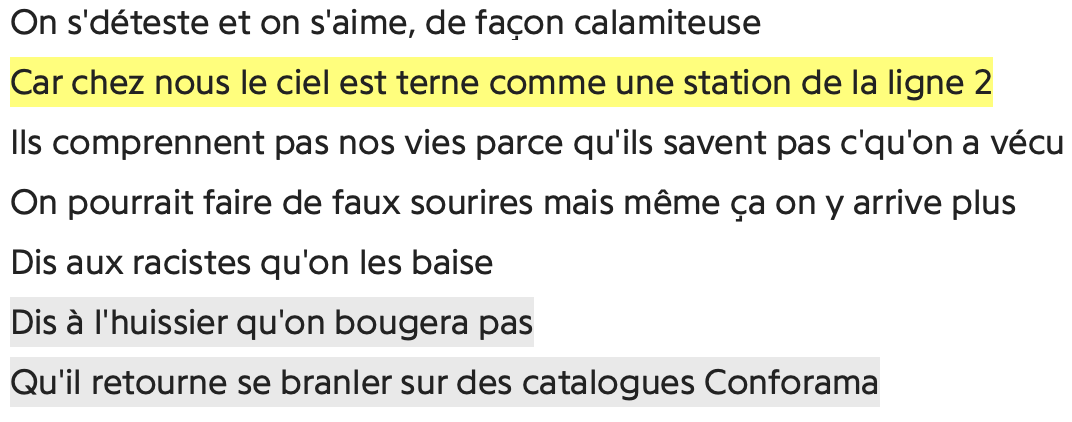 On s'déteste et on s'aime, de façon calamiteuse
Car chez nous le ciel est terne comme une station de la ligne 2
Ils comprennent pas nos vies parce qu'ils savent pas c'qu'on a vécu
On pourrait faire de faux sourires mais même ça on y arrive plus
Dis aux racistes qu'on les baise
Dis à l'huissier qu'on bougera pas
Qu'il retourne se branler sur des catalogues Conforama